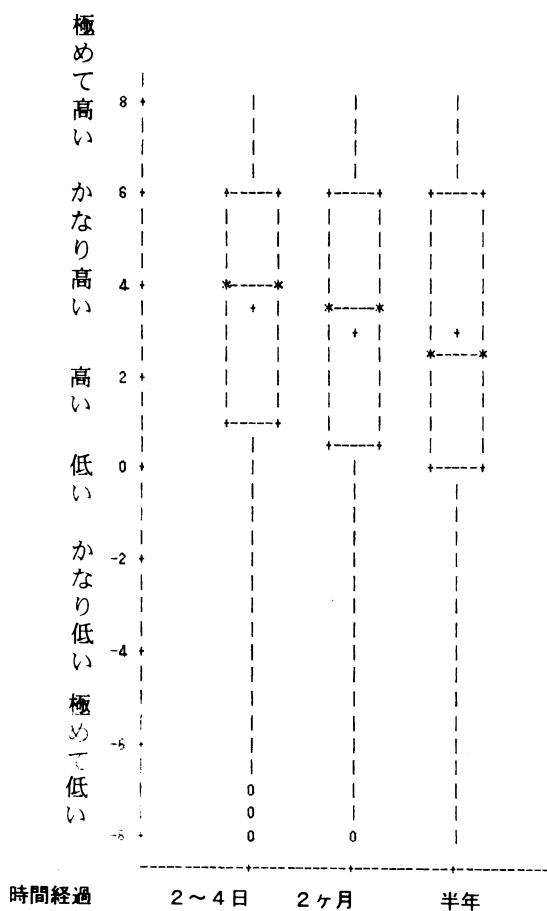 極めて高い
かなり高い
高い
低い
かなり低い
極めて低い
8
6
4
2
0
-2
-4
-6
-8
0
0
0
0
時間経過
2～4日
2ヶ月
半年